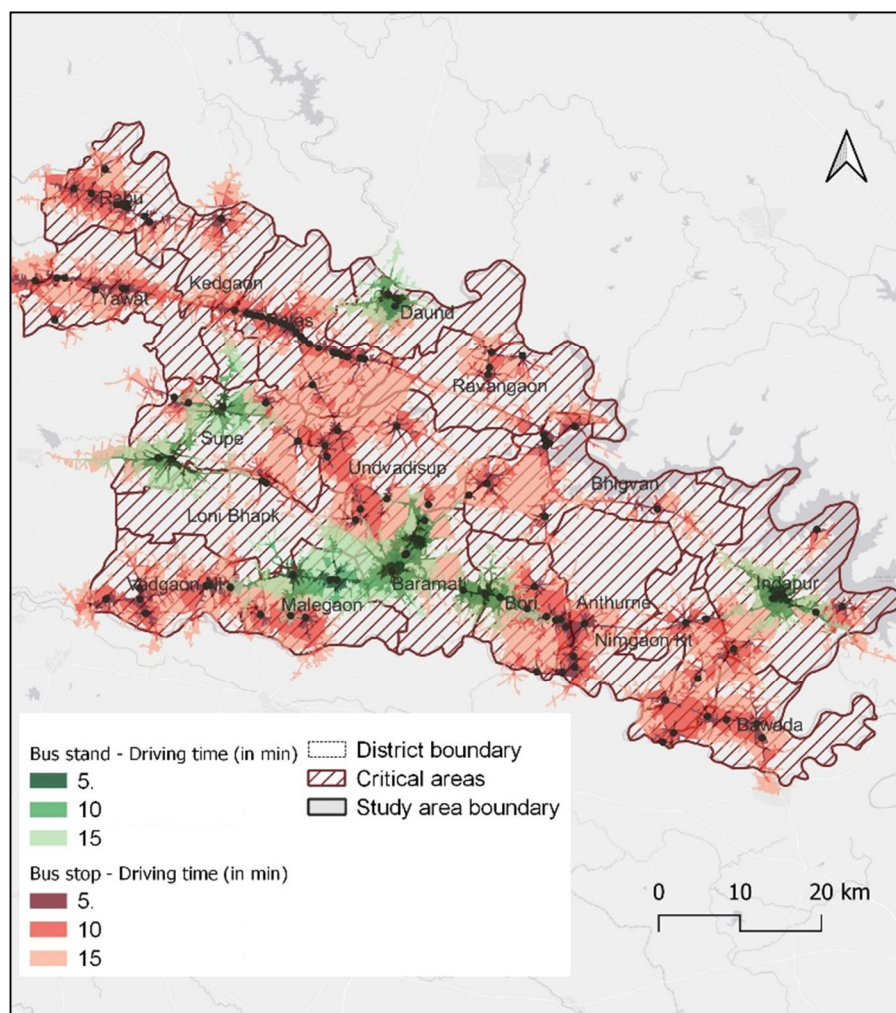 Rahu
Kedgaon
Yawat
Daund
Ravangaon
Supe
Undvadisup
Bhigvan
Loni Bhapk
Baramati
Indapur
Malegaon
Bori
Anthurne
Nimgaon Kt
Bawada
Bus stand - Driving time (in min)
5.
10
15
Bus stop - Driving time (in min)
5.
10
15
District boundary
Critical areas
Study area boundary
0 10 20 km